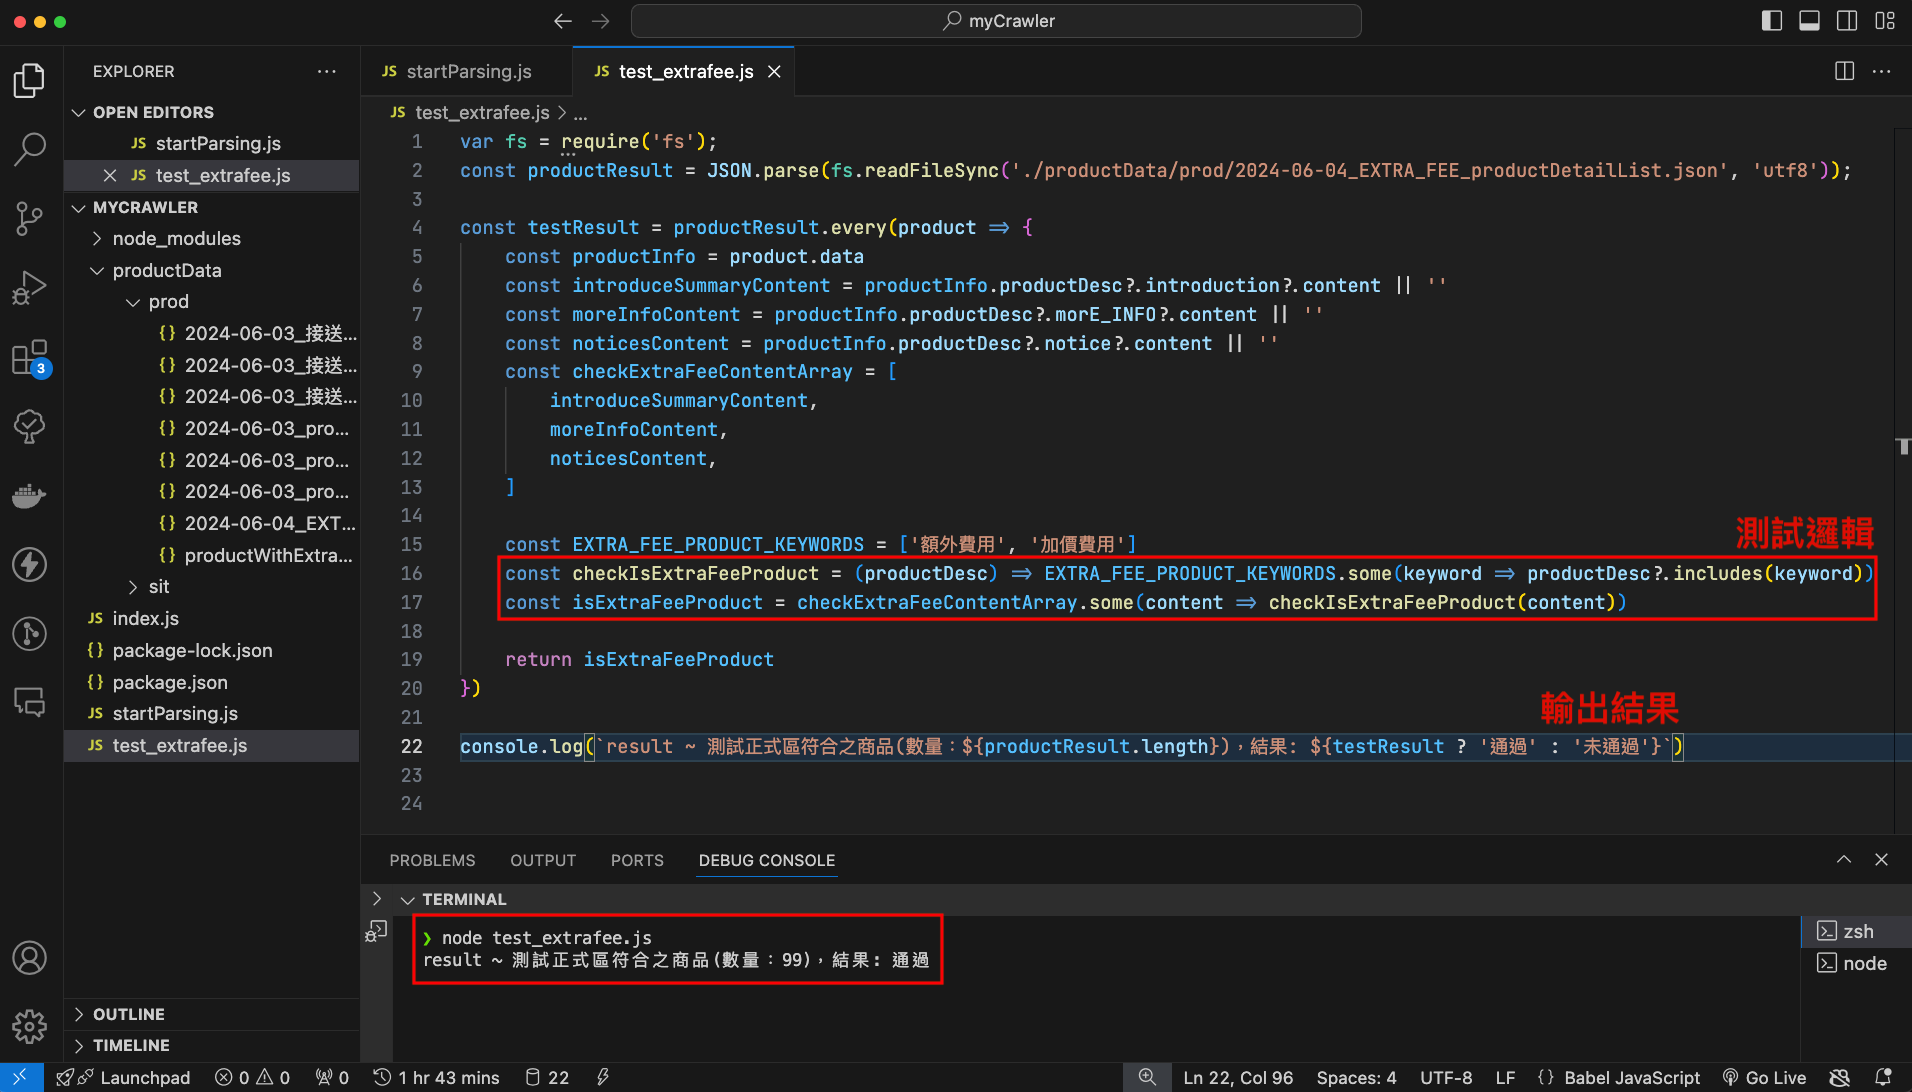 myCrawler
EXPLORER
OPEN EDITORS
JS startParsing.js
JS test_extrafee.js
MYCRAWLER
node_modules
productData
prod
{} 2024-06-03_接送...
{} 2024-06-03_接送...
{} 2024-06-03_接送...
{} 2024-06-03_pro...
{} 2024-06-03_pro...
{} 2024-06-03_pro...
{} 2024-06-04_EXT...
{} productWithExtra...
sit
JS index.js
{} package-lock.json
{} package.json
JS startParsing.js
JS test_extrafee.js
OUTLINE
TIMELINE
3
JS startParsing.js
JS test_extrafee.js
JS test_extrafee.js > ...
1 var fs = require('fs');
2 const productResult = JSON.parse(fs.readFileSync('./productData/prod/2024-06-04_EXTRA_FEE_productDetailList.json', 'utf8'));
3
4 const testResult = productResult.every(product => {
5 const productInfo = product.data
6 const introduceSummaryContent = productInfo.productDesc?.introduction?.content || ''
7 const moreInfoContent = productInfo.productDesc?.morE_INFO?.content || ''
8 const noticesContent = productInfo.productDesc?.notice?.content || ''
9 const checkExtraFeeContentArray = [
10 introduceSummaryContent,
11 moreInfoContent,
12 noticesContent,
13 ]
14
15 const EXTRA_FEE_PRODUCT_KEYWORDS = ['額外費用', '加價費用']
測試邏輯
16 const checkIsExtraFeeProduct = (productDesc) => EXTRA_FEE_PRODUCT_KEYWORDS.some(keyword => productDesc?.includes(keyword))
17 const isExtraFeeProduct = checkExtraFeeContentArray.some(content => checkIsExtraFeeProduct(content))
18
19 return isExtraFeeProduct
20 })
21
輸出結果
22 console.log(`result ~ 測試正式區符合之商品(數量：${productResult.length})，結果: ${testResult ? '通過' : '未通過'}`)
23
24
PROBLEMS OUTPUT PORTS DEBUG CONSOLE
TERMINAL
❯ node test_extrafee.js
result ~ 測試正式區符合之商品(數量：99)，結果: 通過
zsh
node
Launchpad 0 0 0 1 hr 43 mins 22 Ln 22, Col 96 Spaces: 4 UTF-8 LF {} Babel JavaScript Go Live